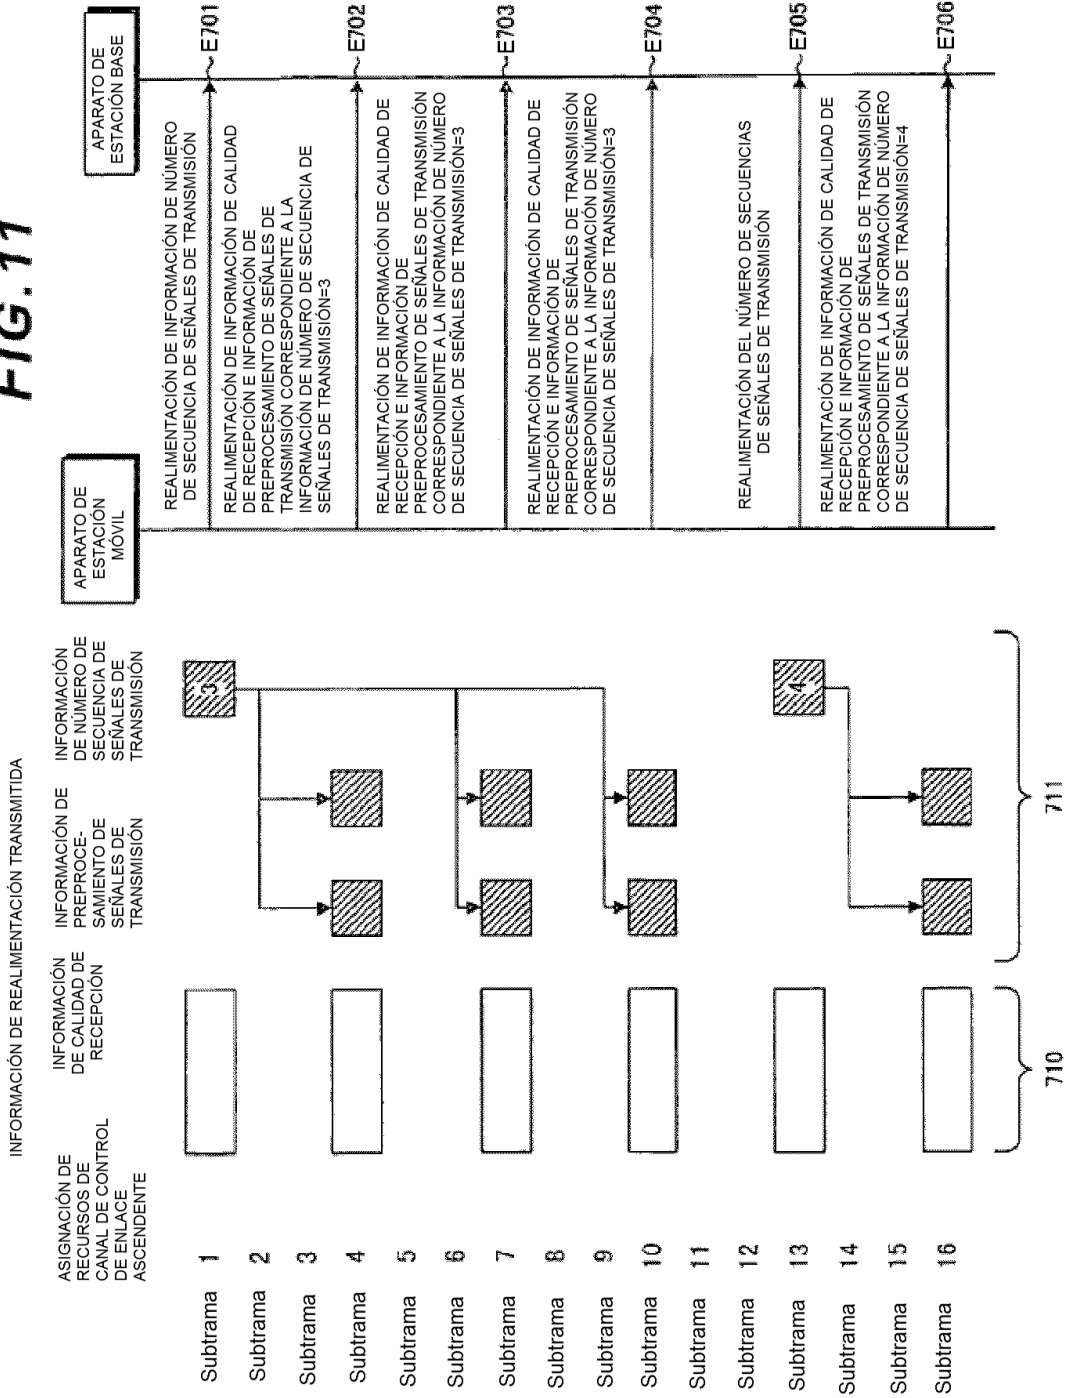 FIG. 11
INFORMACIÓN DE REALIMENTACIÓN TRANSMITIDA
ASIGNACIÓN DE
RECURSOS DE
CANAL DE CONTROL
DE ENLACE
ASCENDENTE
INFORMACIÓN
DE CALIDAD DE
RECEPCIÓN
INFORMACIÓN DE
PREPROCE-
SAMIENTO DE
SEÑALES DE
TRANSMISIÓN
INFORMACIÓN
DE NÚMERO DE
SECUENCIA DE
SEÑALES DE
TRANSMISIÓN
APARATO DE
ESTACIÓN
MÓVIL
APARATO DE
ESTACIÓN BASE
Subtrama 1
Subtrama 2
Subtrama 3
Subtrama 4
Subtrama 5
Subtrama 6
Subtrama 7
Subtrama 8
Subtrama 9
Subtrama 10
Subtrama 11
Subtrama 12
Subtrama 13
Subtrama 14
Subtrama 15
Subtrama 16
3
4
REALIMENTACIÓN DE INFORMACIÓN DE NÚMERO
DE SECUENCIA DE SEÑALES DE TRANSMISIÓN
E701
REALIMENTACIÓN DE INFORMACIÓN DE CALIDAD
DE RECEPCIÓN E INFORMACIÓN DE
PREPROCESAMIENTO DE SEÑALES DE
TRANSMISIÓN CORRESPONDIENTE A LA
INFORMACIÓN DE NÚMERO DE SECUENCIA DE
SEÑALES DE TRANSMISIÓN=3
E702
REALIMENTACIÓN DE INFORMACIÓN DE CALIDAD DE
RECEPCIÓN E INFORMACIÓN DE
PREPROCESAMIENTO DE SEÑALES DE TRANSMISIÓN
CORRESPONDIENTE A LA INFORMACIÓN DE NÚMERO
DE SECUENCIA DE SEÑALES DE TRANSMISIÓN=3
E703
REALIMENTACIÓN DE INFORMACIÓN DE CALIDAD DE
RECEPCIÓN E INFORMACIÓN DE
PREPROCESAMIENTO DE SEÑALES DE TRANSMISIÓN
CORRESPONDIENTE A LA INFORMACIÓN DE NÚMERO
DE SECUENCIA DE SEÑALES DE TRANSMISIÓN=3
E704
REALIMENTACIÓN DEL NÚMERO DE SECUENCIAS
DE SEÑALES DE TRANSMISIÓN
E705
REALIMENTACIÓN DE INFORMACIÓN DE CALIDAD DE
RECEPCIÓN E INFORMACIÓN DE
PREPROCESAMIENTO DE SEÑALES DE TRANSMISIÓN
CORRESPONDIENTE A LA INFORMACIÓN DE NÚMERO
DE SECUENCIA DE SEÑALES DE TRANSMISIÓN=4
E706
710
711